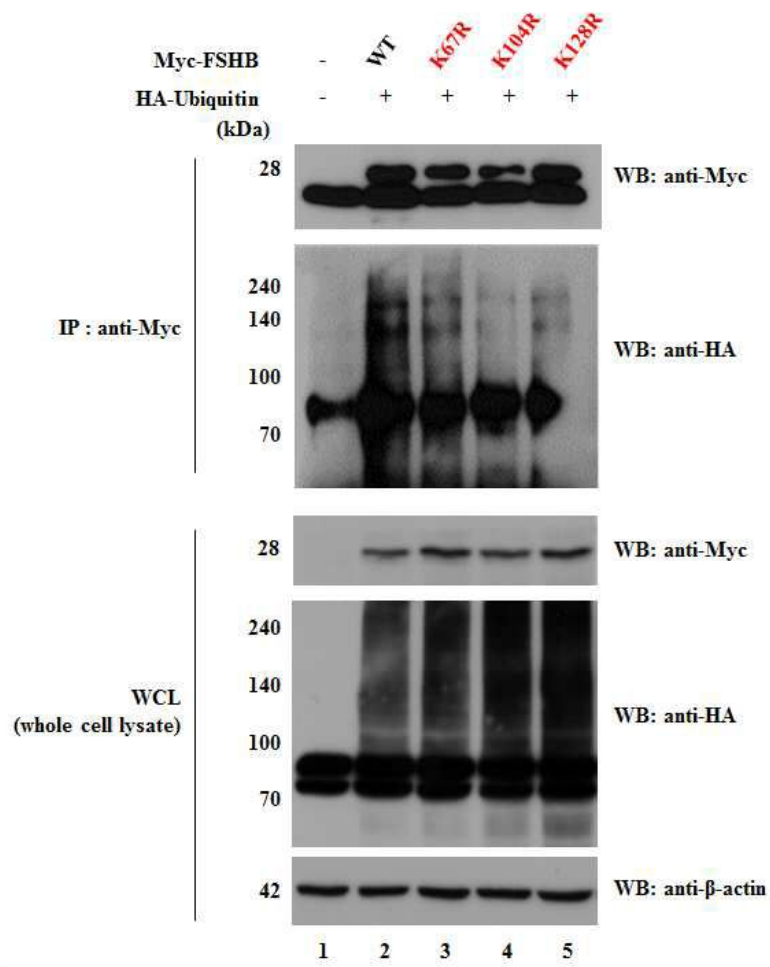 Myc-FSHB - WT K67R K104R K128R
HA-Ubiquitin - + + + +
(kDa)
28 WB: anti-Myc
IP : anti-Myc
240
140
WB: anti-HA
100
70
28 WB: anti-Myc
WCL
(whole cell lysate)
240
140
WB: anti-HA
100
70
42 WB: anti-β-actin
1 2 3 4 5